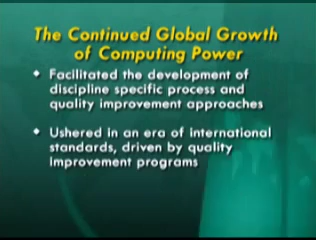 The Continued Global Growth
of Computing Power
◆ Facilitated the development of
discipline specific process and
quality improvement approaches
◆ Ushered in an era of international
standards, driven by quality
improvement programs